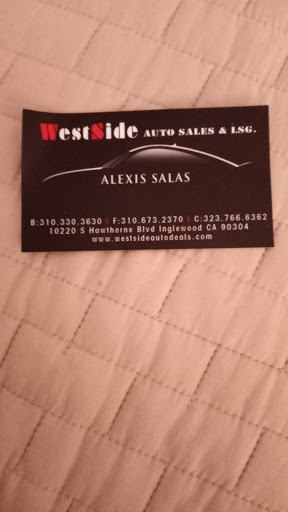 WestSide AUTO SALES & LSG.
ALEXIS SALAS
B:310.330.3630 | F:310.673.2370 | C:323.766.6362
10220 S Hawthorne Blvd Inglewood CA 90304
www.westsideautodeals.com